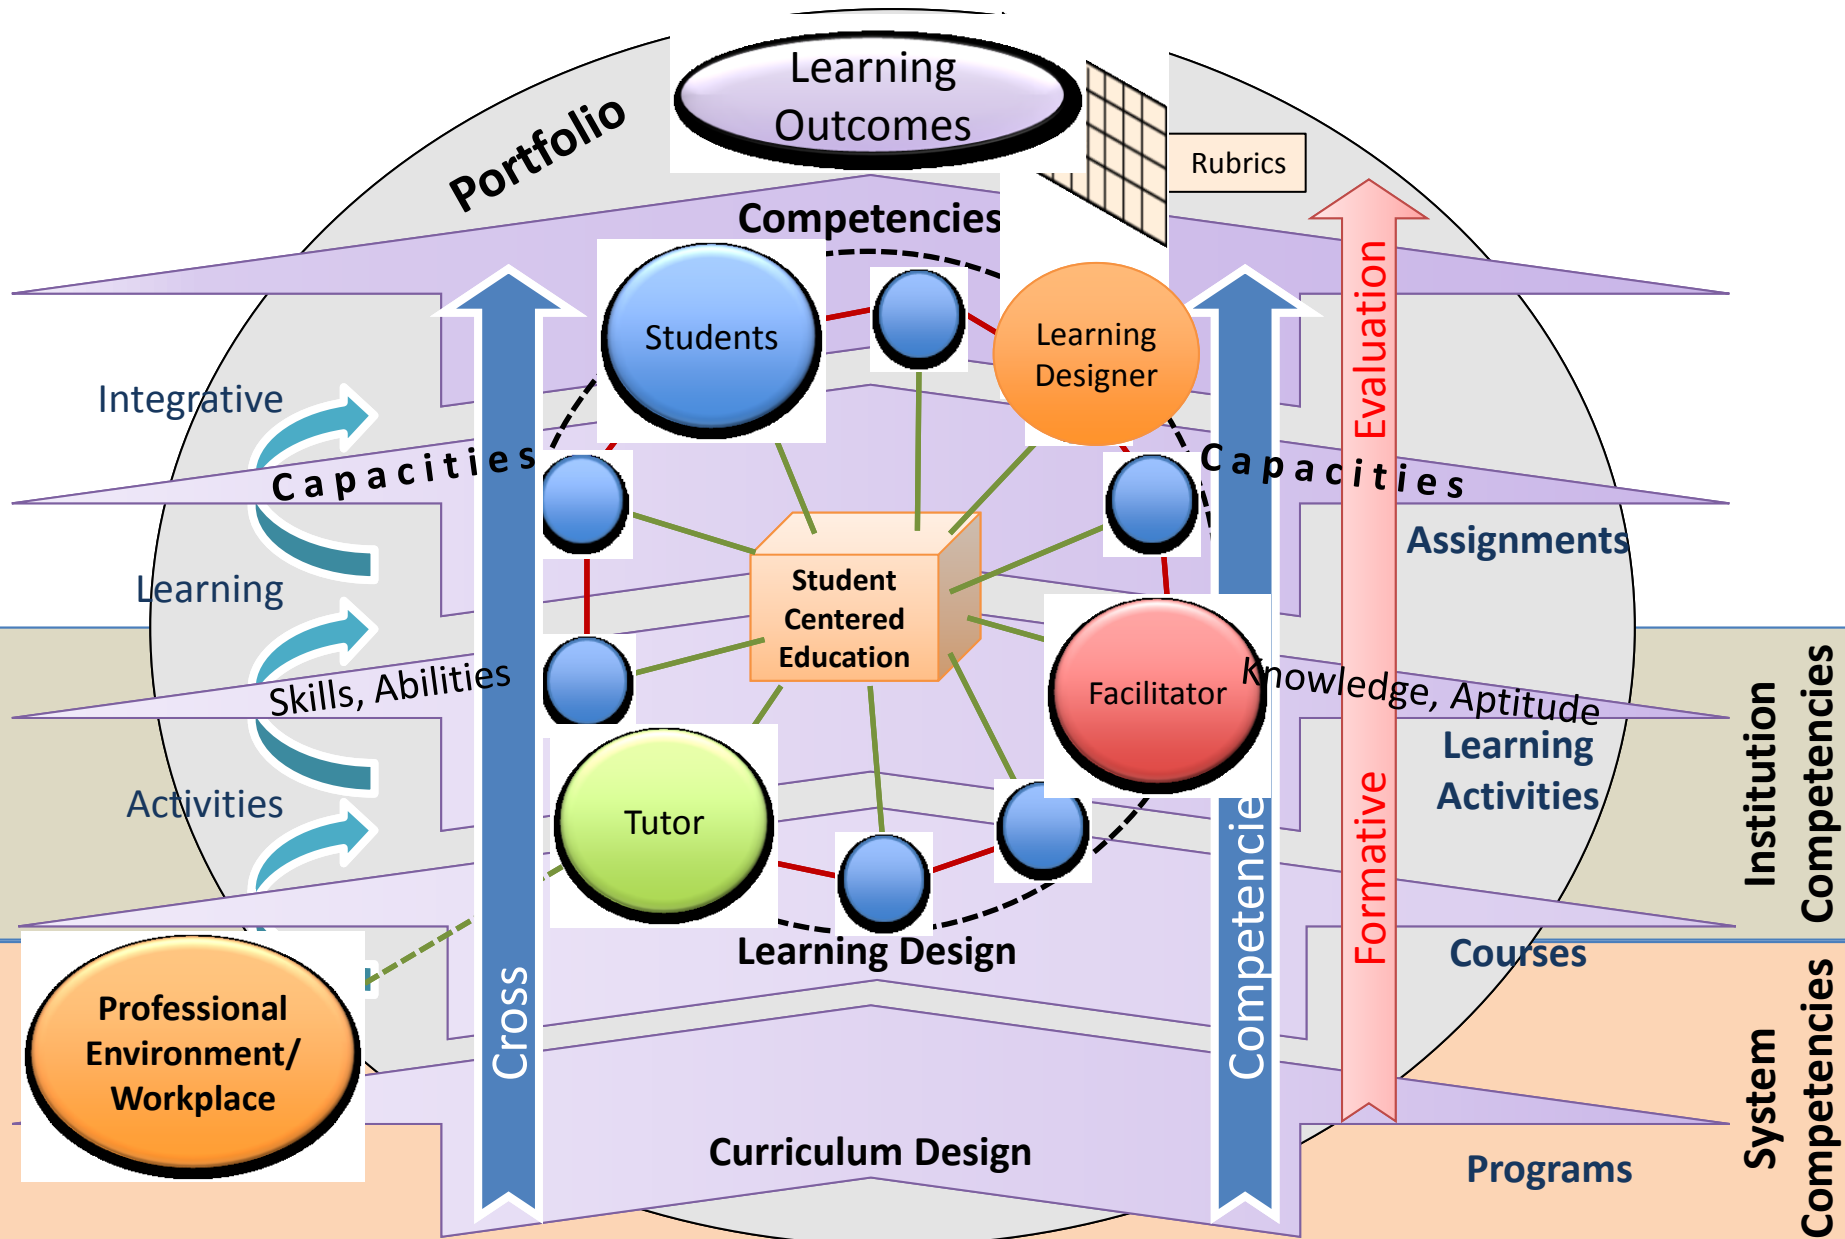 Learning
Outcomes
Portfolio
Rubrics
Competencies
Students
Learning
Designer
Evaluation
Integrative
Capacities
Capacities
Assignments
Learning
Student
Centered
Education
Skills, Abilities
Facilitator
Knowledge, Aptitude
Learning
Activities
Institution
Competencies
Activities
Tutor
Formative
Learning Design
Courses
Cross
Competencie
Professional
Environment/
Workplace
System
Competencies
Curriculum Design
Programs